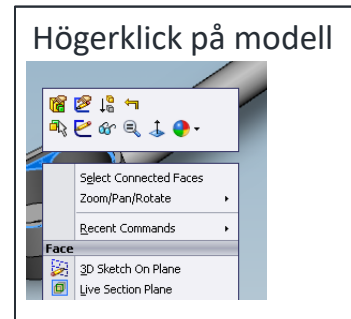 Högerklick på modell
Select Connected Faces
Zoom/Pan/Rotate
Recent Commands
Face
3D Sketch On Plane
Live Section Plane